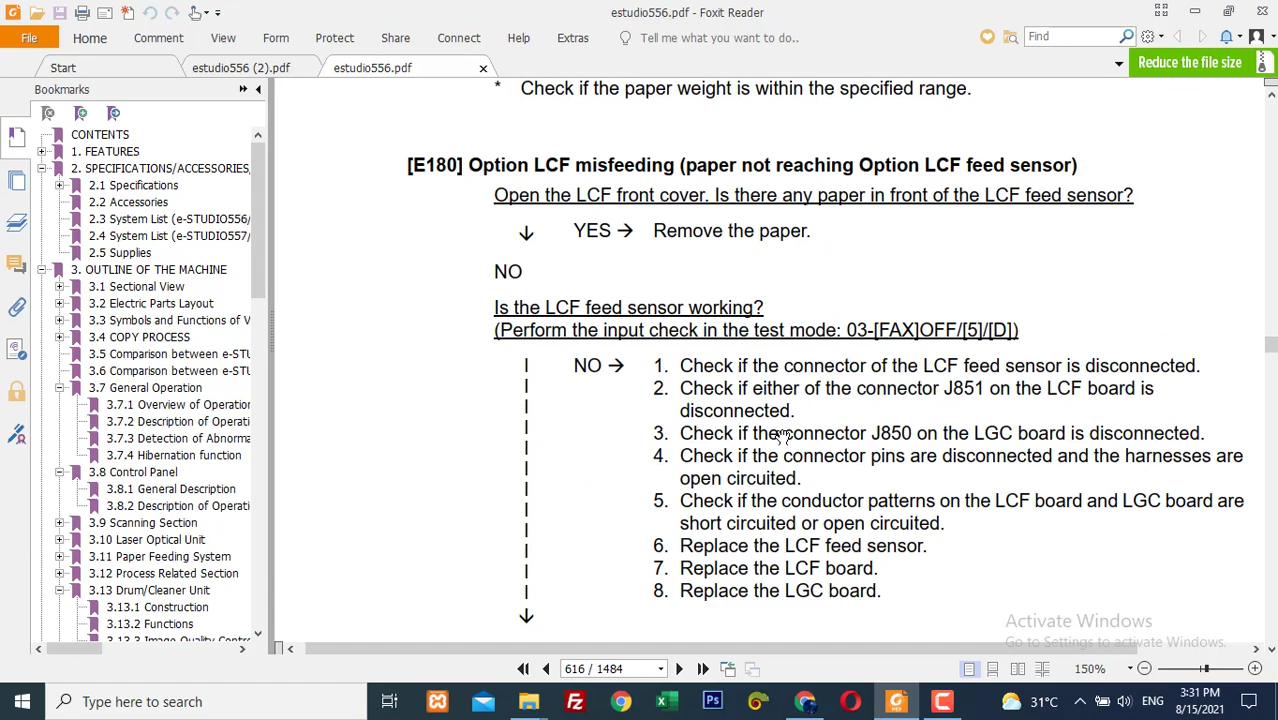 estudio556.pdf - Foxit Reader
File Home Comment View Form Protect Share Connect Help Extras Tell me what you want to do.. Find
Start estudio556 (2).pdf estudio556.pdf Reduce the file size
Bookmarks
CONTENTS
1. FEATURES
2. SPECIFICATIONS/ACCESSORIES,
2.1 Specifications
2.2 Accessories
2.3 System List (e-STUDIO556/
2.4 System List (e-STUDIO557/
2.5 Supplies
3. OUTLINE OF THE MACHINE
3.1 Sectional View
3.2 Electric Parts Layout
3.3 Symbols and Functions of V
3.4 COPY PROCESS
3.5 Comparison between e-STU
3.6 Comparison between e-STU
3.7 General Operation
3.7.1 Overview of Operation
3.7.2 Description of Operati
3.7.3 Detection of Abnorma
3.7.4 Hibernation function
3.8 Control Panel
3.8.1 General Description
3.8.2 Description of Operati
3.9 Scanning Section
3.10 Laser Optical Unit
3.11 Paper Feeding System
3.12 Process Related Section
3.13 Drum/Cleaner Unit
3.13.1 Construction
3.13.2 Functions
3.13.3 Image Quality Contr
* Check if the paper weight is within the specified range.
[E180] Option LCF misfeeding (paper not reaching Option LCF feed sensor)
Open the LCF front cover. Is there any paper in front of the LCF feed sensor?
↓ YES → Remove the paper.
NO
Is the LCF feed sensor working?
(Perform the input check in the test mode: 03-[FAX]OFF/[5]/[D])
NO → 1. Check if the connector of the LCF feed sensor is disconnected.
2. Check if either of the connector J851 on the LCF board is
disconnected.
3. Check if the connector J850 on the LGC board is disconnected.
4. Check if the connector pins are disconnected and the harnesses are
open circuited.
5. Check if the conductor patterns on the LCF board and LGC board are
short circuited or open circuited.
6. Replace the LCF feed sensor.
7. Replace the LCF board.
8. Replace the LGC board.
↓
Activate Windows
Go to Settings to activate Windows.
616 / 1484 150%
Type here to search 31°C ENG 3:31 PM
8/15/2021